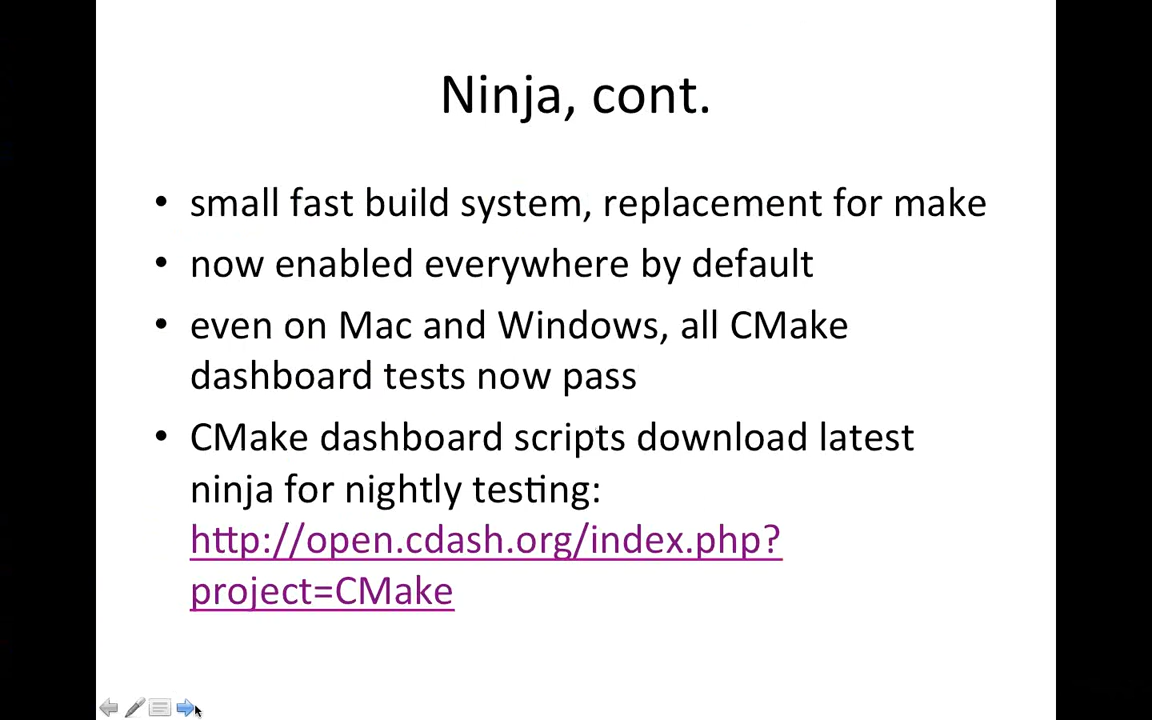 Ninja, cont.
• small fast build system, replacement for make
• now enabled everywhere by default
• even on Mac and Windows, all CMake
dashboard tests now pass
• CMake dashboard scripts download latest
ninja for nightly testing:
http://open.cdash.org/index.php?
project=CMake